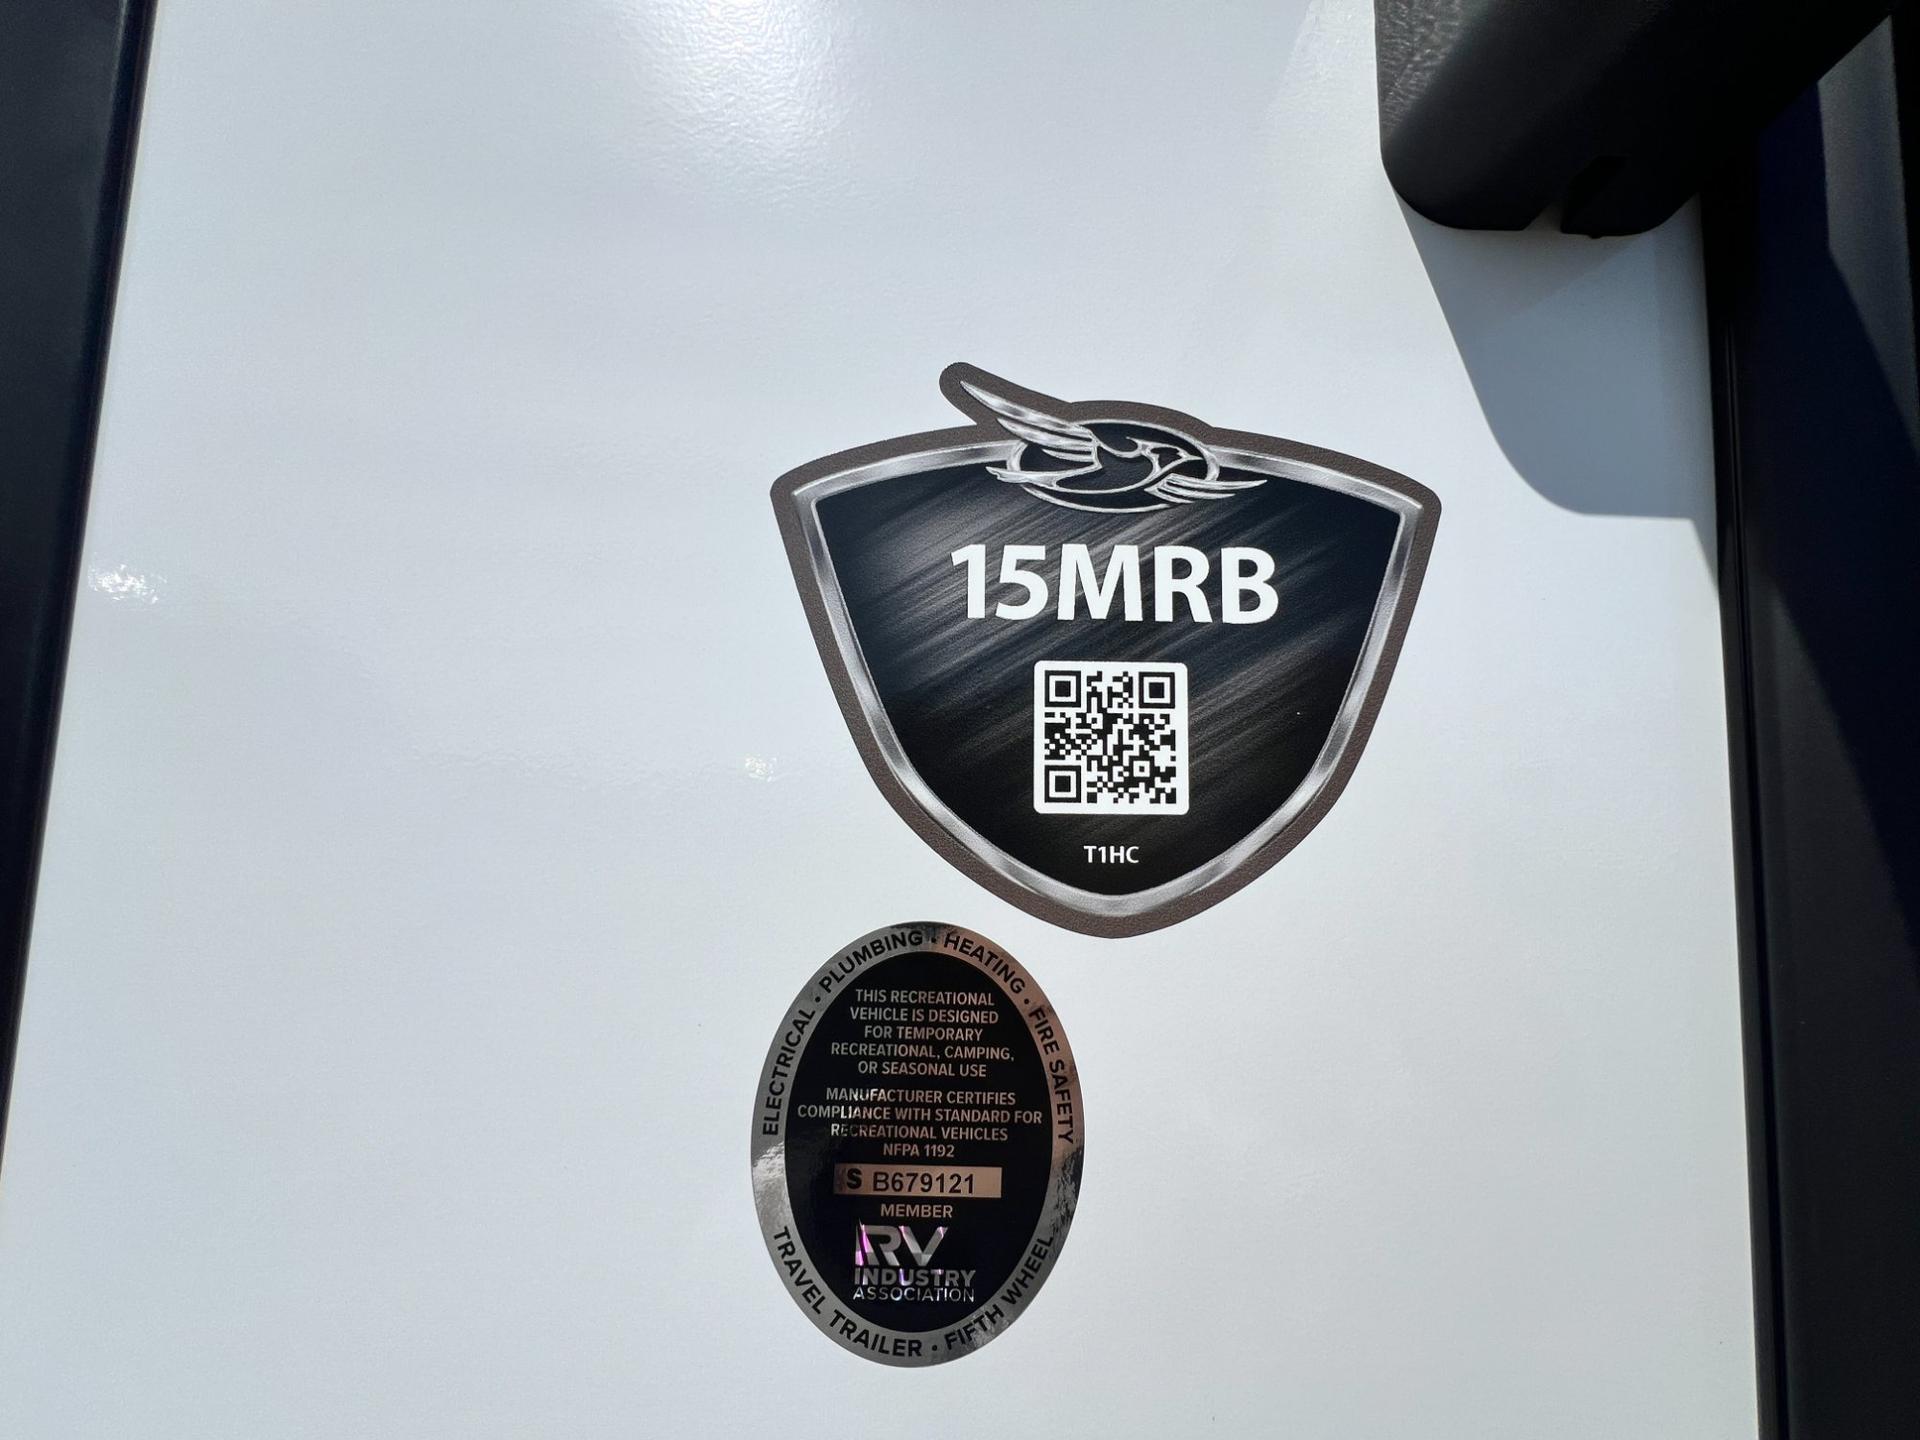 15MRB
T1HC
ELECTRICAL • PLUMBING • HEATING • FIRE SAFETY
THIS RECREATIONAL
VEHICLE IS DESIGNED
FOR TEMPORARY
RECREATIONAL, CAMPING,
OR SEASONAL USE
MANUFACTURER CERTIFIES
COMPLIANCE WITH STANDARD FOR
RECREATIONAL VEHICLES
NFPA 1192
S B679121
MEMBER
RV
INDUSTRY
ASSOCIATION
TRAVEL TRAILER • FIFTH WHEEL